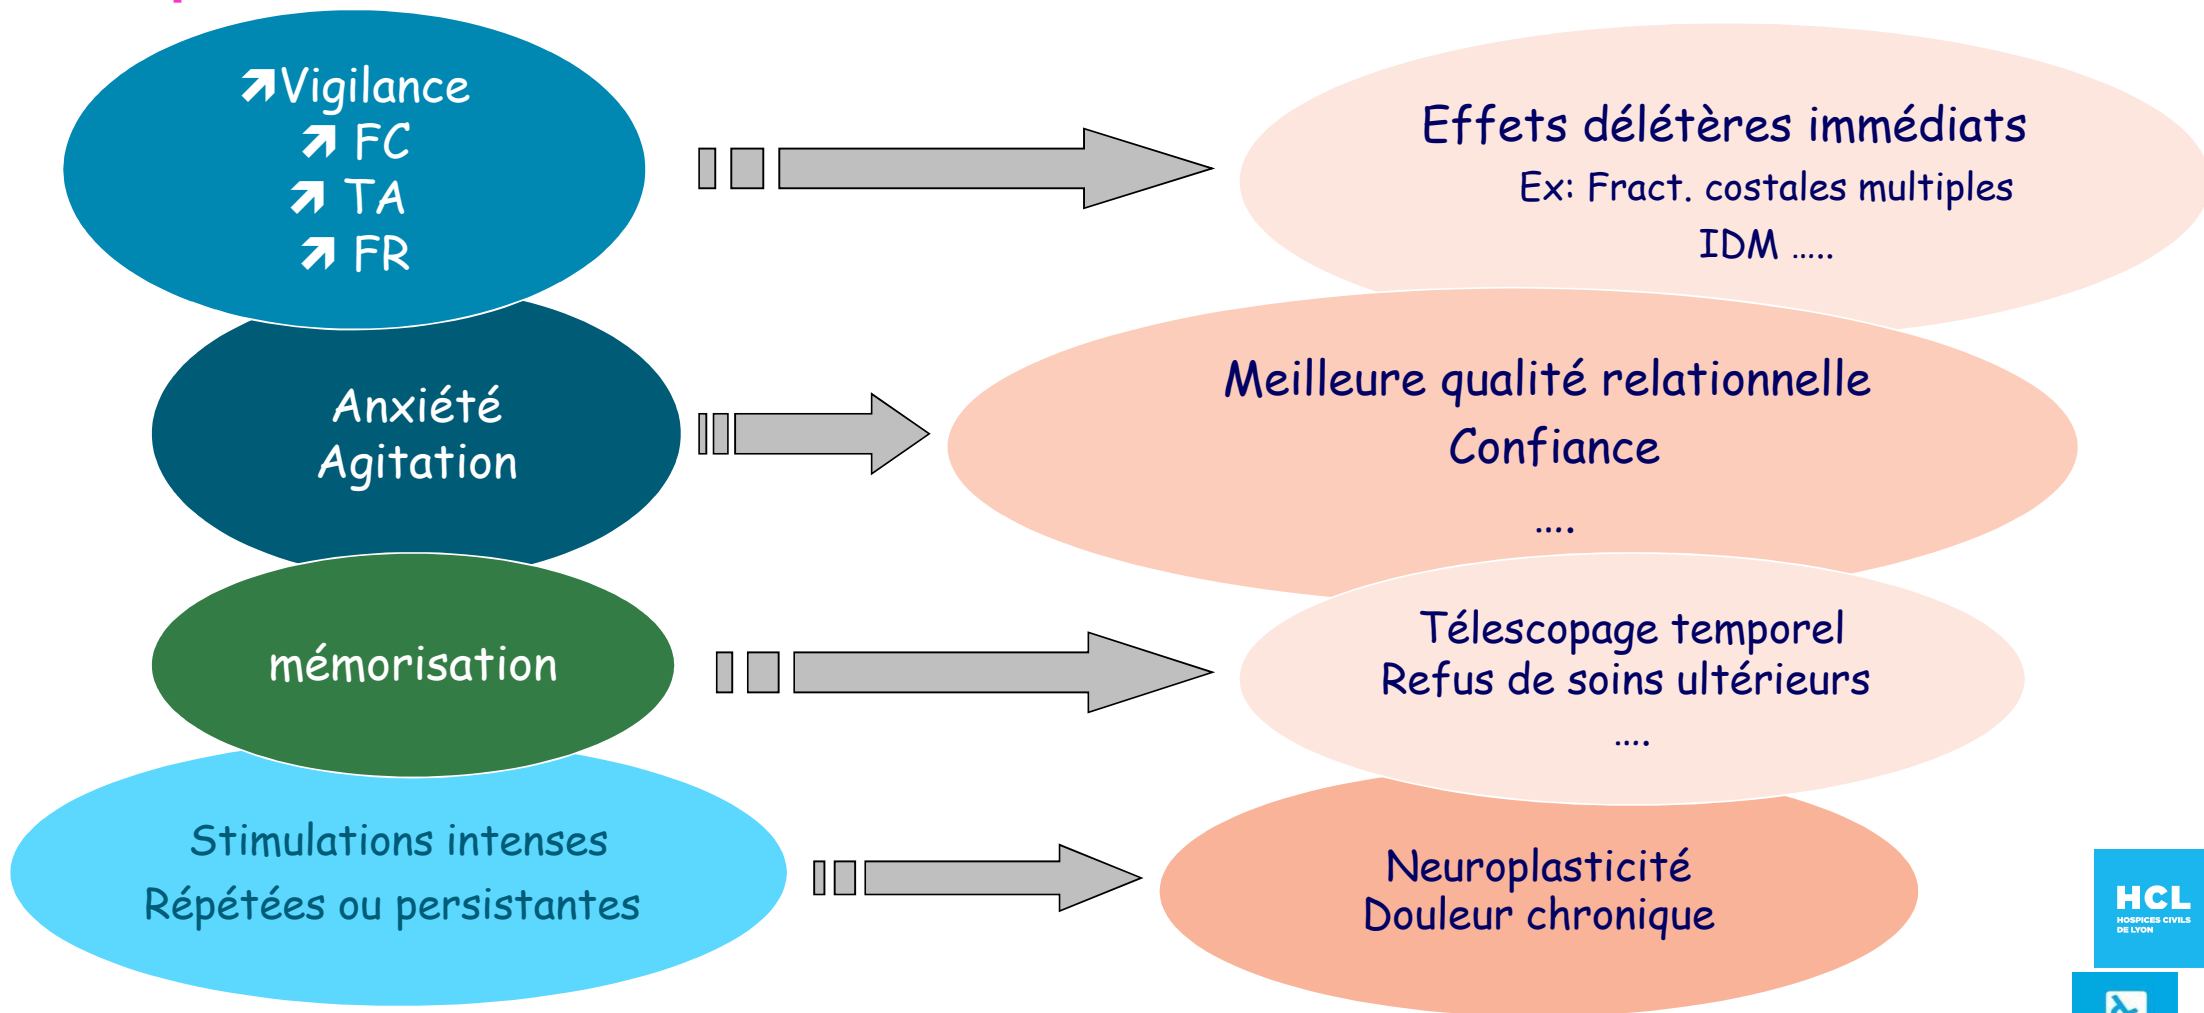 ↗Vigilance
↗ FC
↗ TA
↗ FR
Effets délétères immédiats
Ex: Fract. costales multiples
IDM .....
Anxiété
Agitation
Meilleure qualité relationnelle
Confiance
....
mémorisation
Télescopage temporel
Refus de soins ultérieurs
....
Stimulations intenses
Répétées ou persistantes
Neuroplasticité
Douleur chronique
HCL
HOSPICES CIVILS
DE LYON